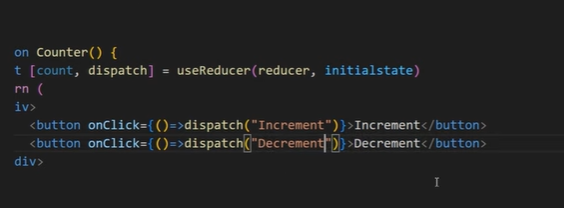 on Counter() {
t [count, dispatch] = useReducer(reducer, initialstate)
rn (
iv>
<button onClick={()=>dispatch("Increment")}>Increment</button>
<button onClick={()=>dispatch("Decrement")}>Decrement</button>
div>